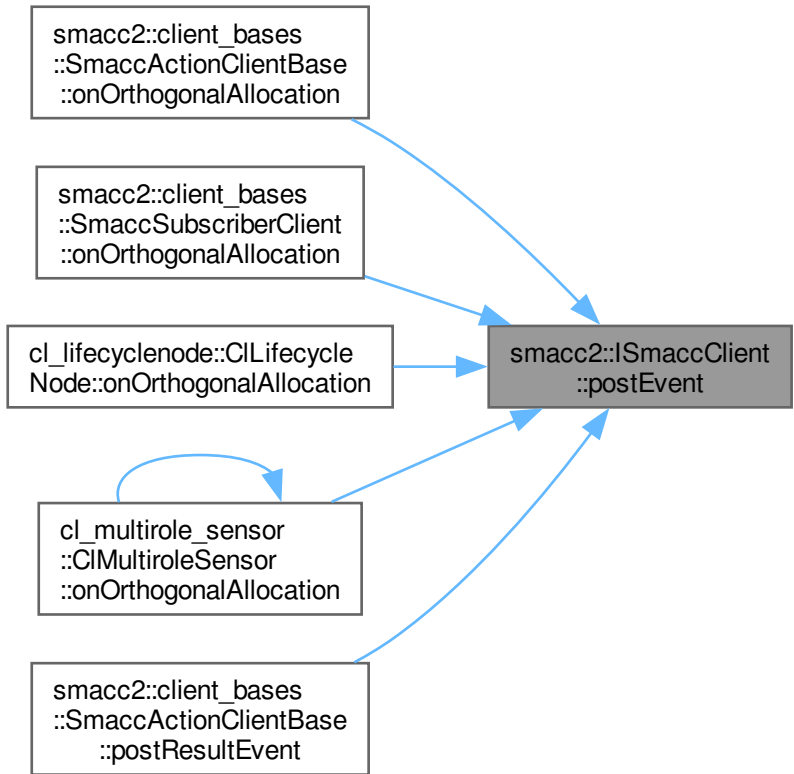 smacc2::client_bases
::SmaccActionClientBase
::onOrthogonalAllocation
smacc2::client_bases
::SmaccSubscriberClient
::onOrthogonalAllocation
cl_lifecyclenode::ClLifecycle
Node::onOrthogonalAllocation
smacc2::ISmaccClient
::postEvent
cl_multirole_sensor
::ClMultiroleSensor
::onOrthogonalAllocation
smacc2::client_bases
::SmaccActionClientBase
::postResultEvent